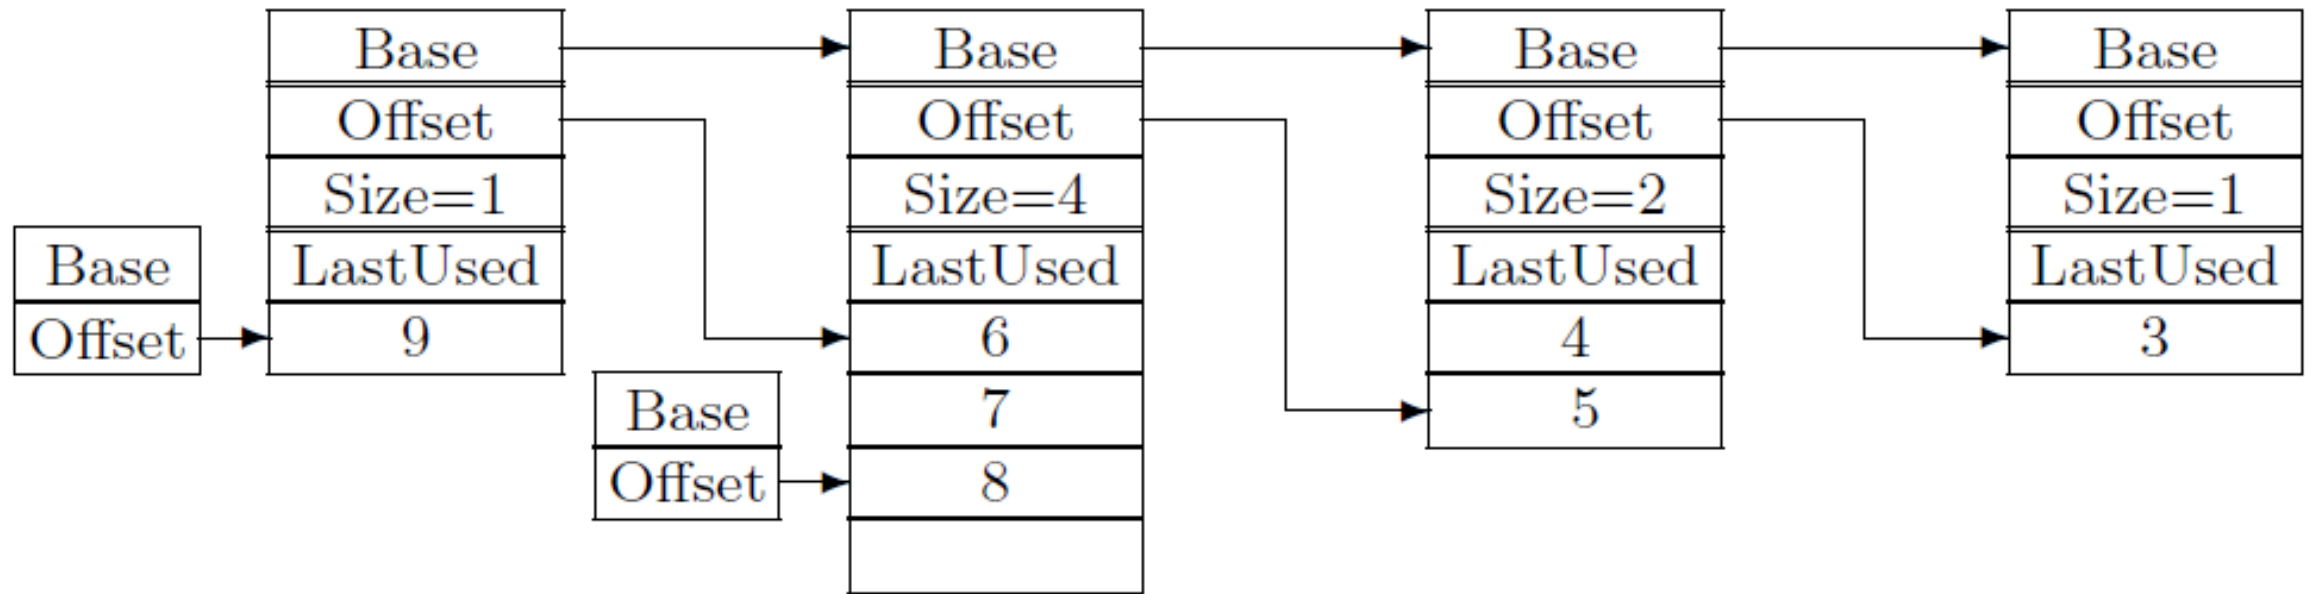 Base
Offset
Base
Offset
Size=1
LastUsed
9
Base
Offset
Base
Offset
Size=4
LastUsed
6
7
8
Base
Offset
Size=2
LastUsed
4
5
Base
Offset
Size=1
LastUsed
3